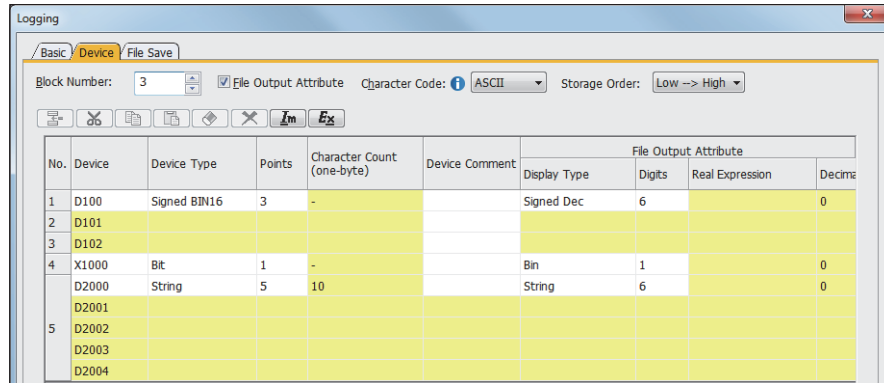 Logging
Basic Device File Save
Block Number: 3 File Output Attribute Character Code: ASCII Storage Order: Low --> High
Im Ex
No. Device Device Type Points Character Count (one-byte) Device Comment File Output Attribute
Display Type Digits Real Expression Decima
1 D100 Signed BIN16 3 - Signed Dec 6 0
2 D101
3 D102
4 X1000 Bit 1 - Bin 1 0
5 D2000 String 5 10 String 6 0
D2001
D2002
D2003
D2004